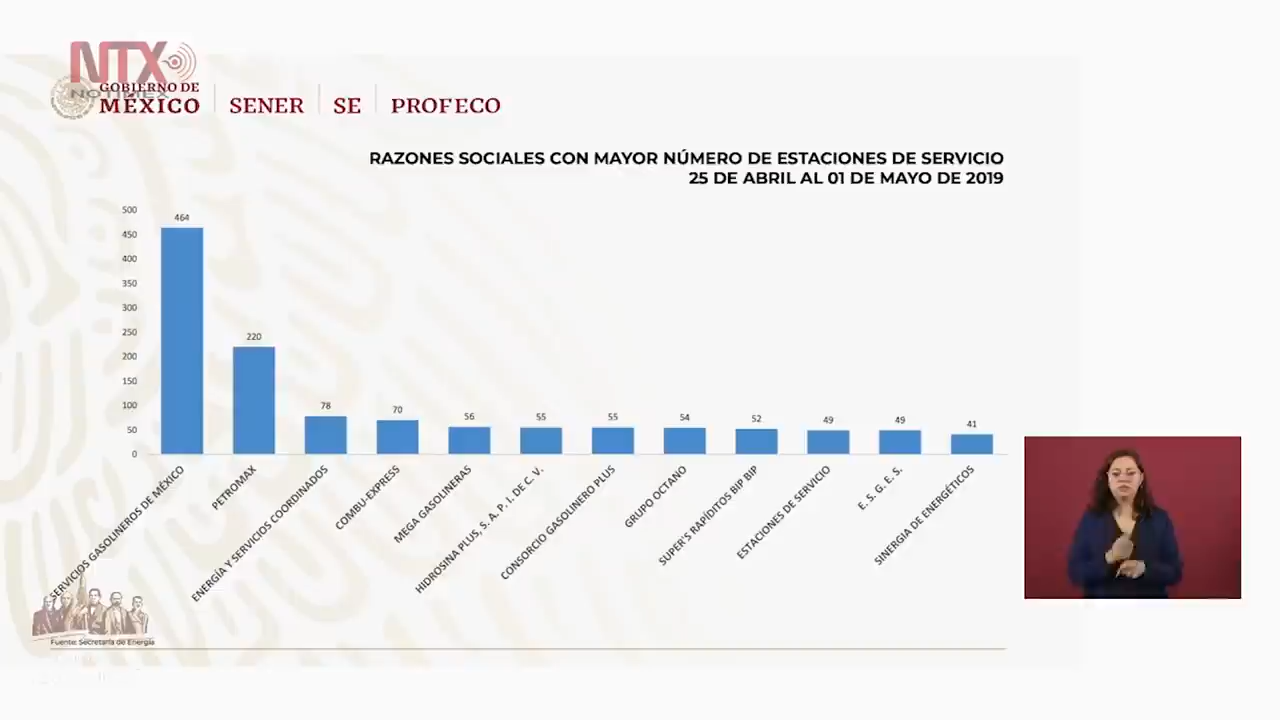 NTX
NOTIMEX
GOBIERNO DE
MÉXICO
SENER
SE
PROFECO
RAZONES SOCIALES CON MAYOR NÚMERO DE ESTACIONES DE SERVICIO
25 DE ABRIL AL 01 DE MAYO DE 2019
500
450
400
350
300
250
200
150
100
50
0
464
220
78
70
56
55
55
54
52
49
49
41
SERVICIOS GASOLINEROS DE MÉXICO
PETROMAX
ENERGÍA Y SERVICIOS COORDINADOS
COMBU-EXPRESS
MEGA GASOLINERAS
HIDROSINA PLUS, S. A. P. I. DE C. V.
CONSORCIO GASOLINERO PLUS
GRUPO OCTANO
SUPER'S RAPÍDITOS BIP BIP
ESTACIONES DE SERVICIO
E. S. G. E. S.
SINERGIA DE ENERGÉTICOS
Fuente: Secretaría de Energía